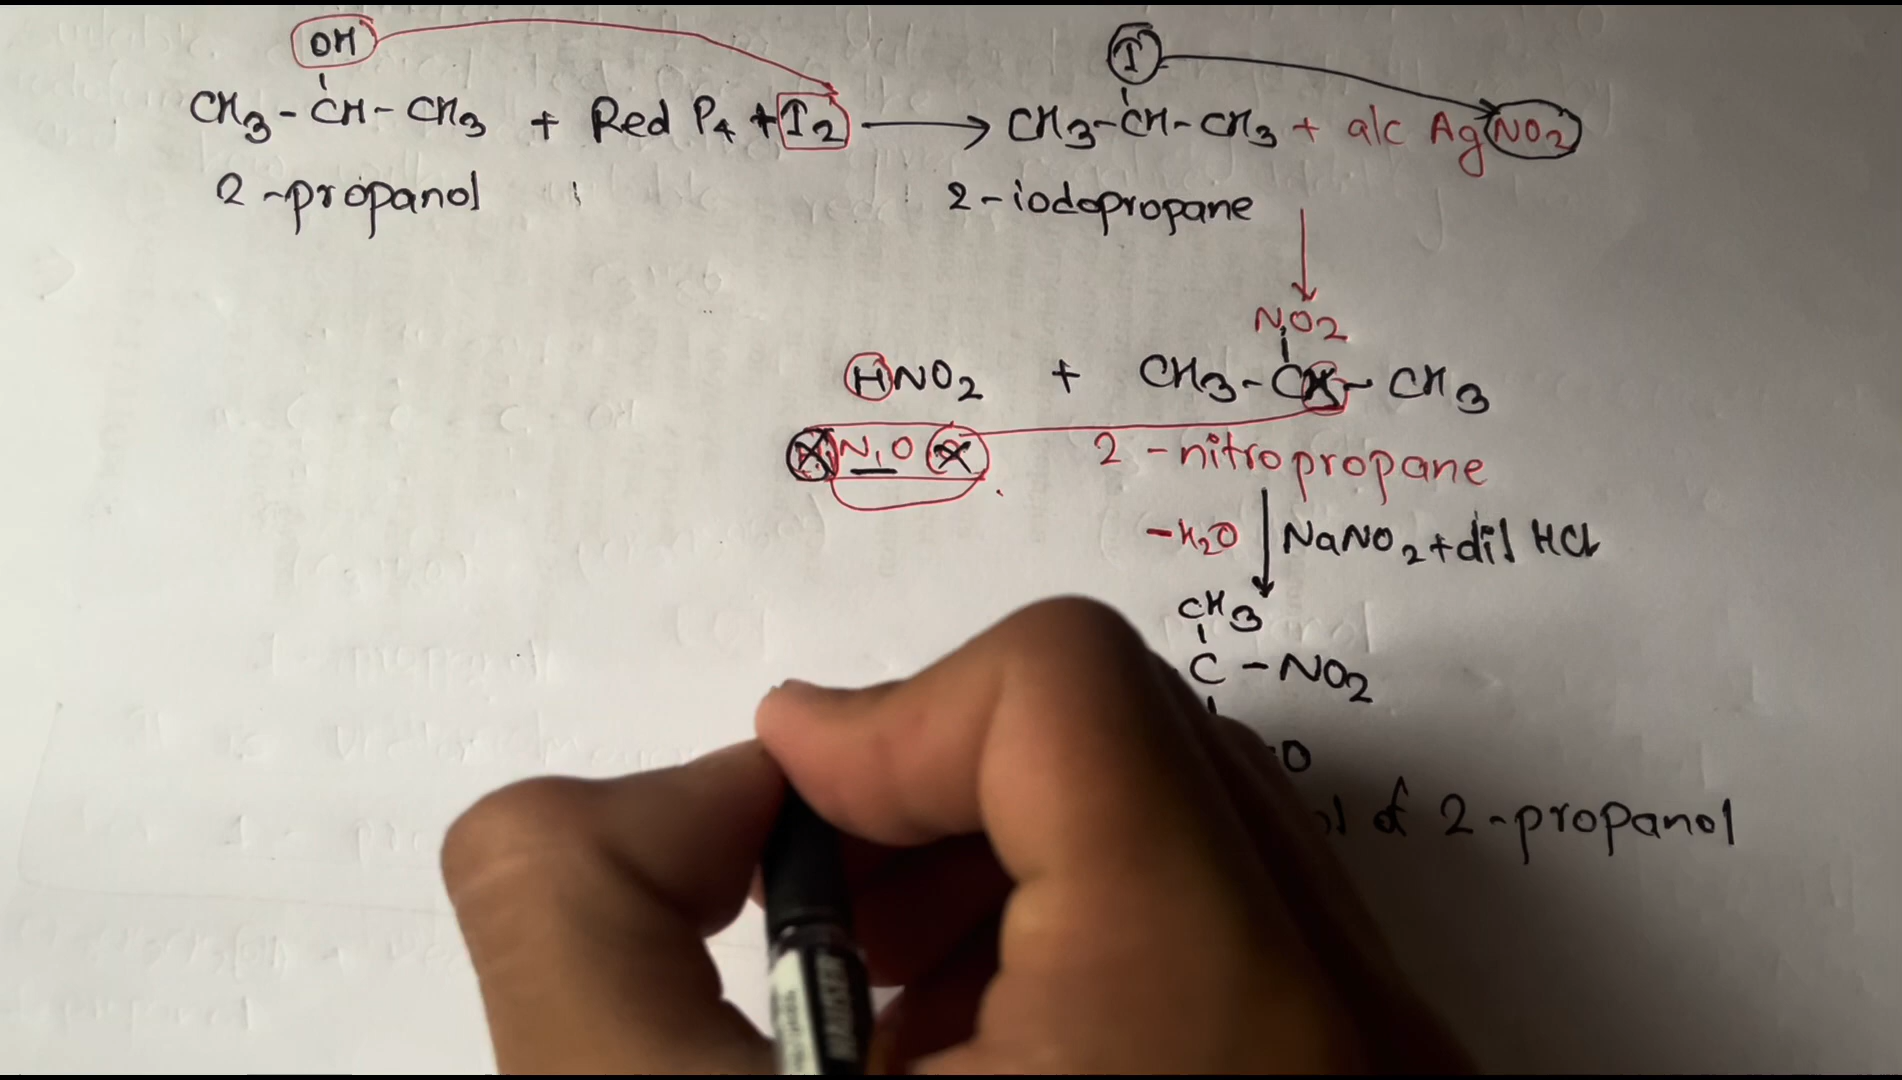 OH
CH3-CH-CH3 + Red P4 + I2 → 
2-propanol
I
CH3-CH-CH3 + alc AgNO2
2-iodopropane
NO2
HNO2 + CH3-CH-CH3
HNO
2-nitropropane
-H2O NaNO2+dil HCl
CH3
C-NO2
O
of 2-propanol